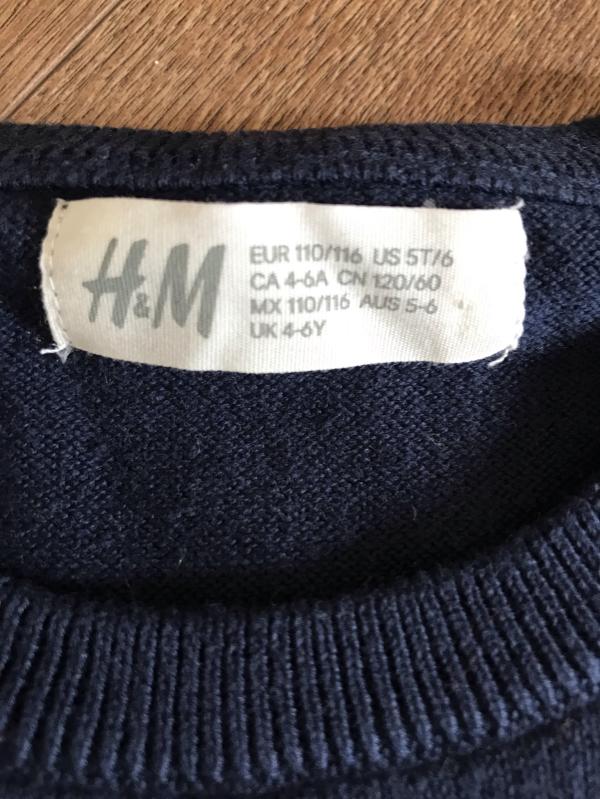 H&M
EUR 110/116 US 5T/6
CA 4-6A CN 120/60
MX 110/116 AUS 5-6
UK 4-6Y